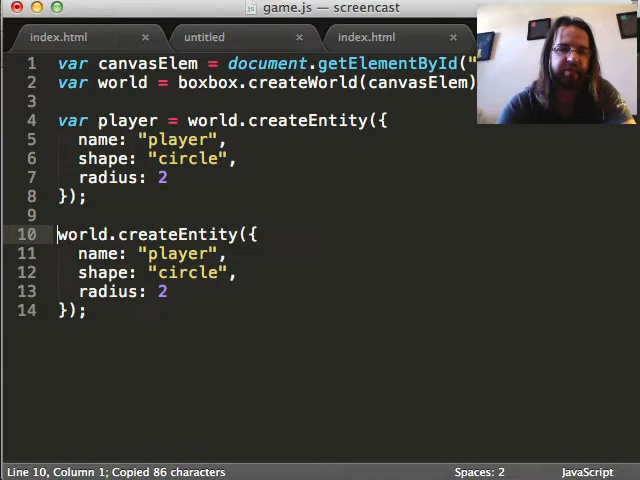 game.js — screencast
index.html × untitled × index.html ×
1 var canvasElem = document.getElementById("
2 var world = boxbox.createWorld(canvasElem)
3
4 var player = world.createEntity({
5 name: "player",
6 shape: "circle",
7 radius: 2
8 });
9
10 world.createEntity({
11 name: "player",
12 shape: "circle",
13 radius: 2
14 });
Line 10, Column 1; Copied 86 characters Spaces: 2 JavaScript